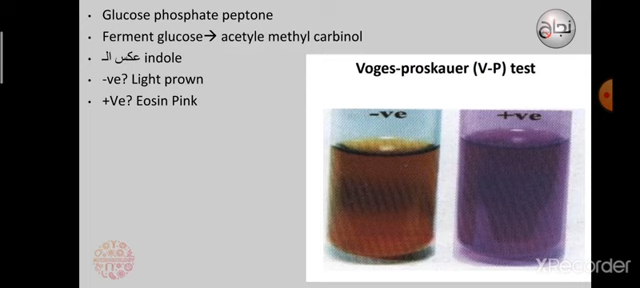 Glucose phosphate peptone
Ferment glucose→ acetyle methyl carbinol
عكس الـ indole
-ve? Light prown
+Ve? Eosin Pink
نجاح
Voges-proskauer (V-P) test
-ve
+ve
XRecorder